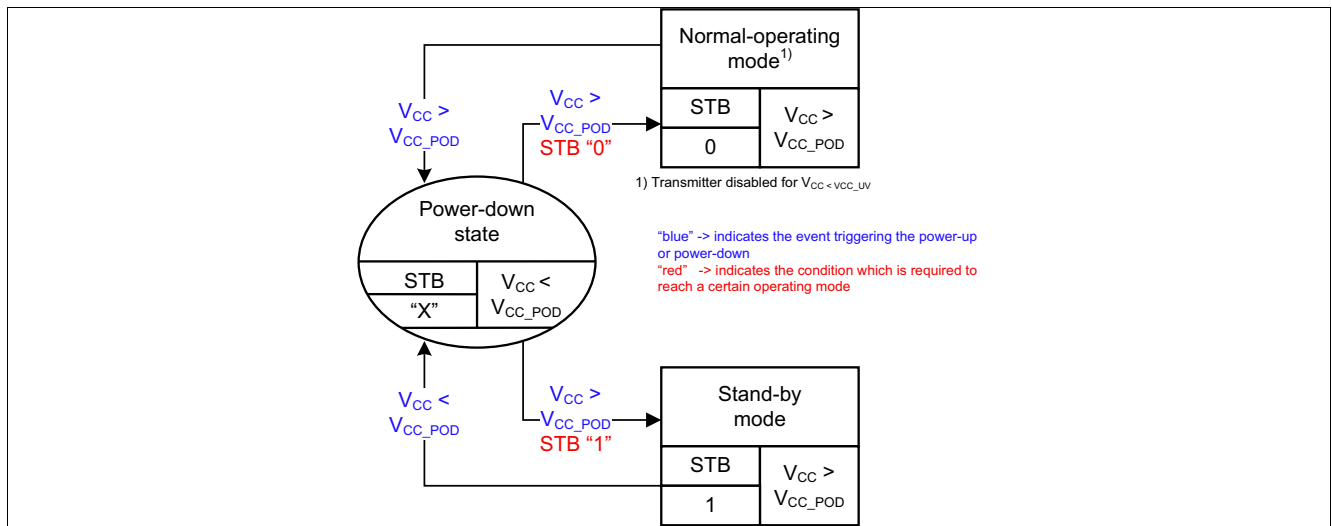 Normal-operating
mode1)
STB
0
VCC >
VCC_POD
1) Transmitter disabled for VCC < VCC_UV
VCC >
VCC_POD
VCC >
VCC_POD
STB “0”
Power-down
state
STB
“X”
VCC <
VCC_POD
“blue” -> indicates the event triggering the power-up
or power-down
“red” -> indicates the condition which is required to
reach a certain operating mode
VCC <
VCC_POD
VCC >
VCC_POD
STB “1”
Stand-by
mode
STB
1
VCC >
VCC_POD